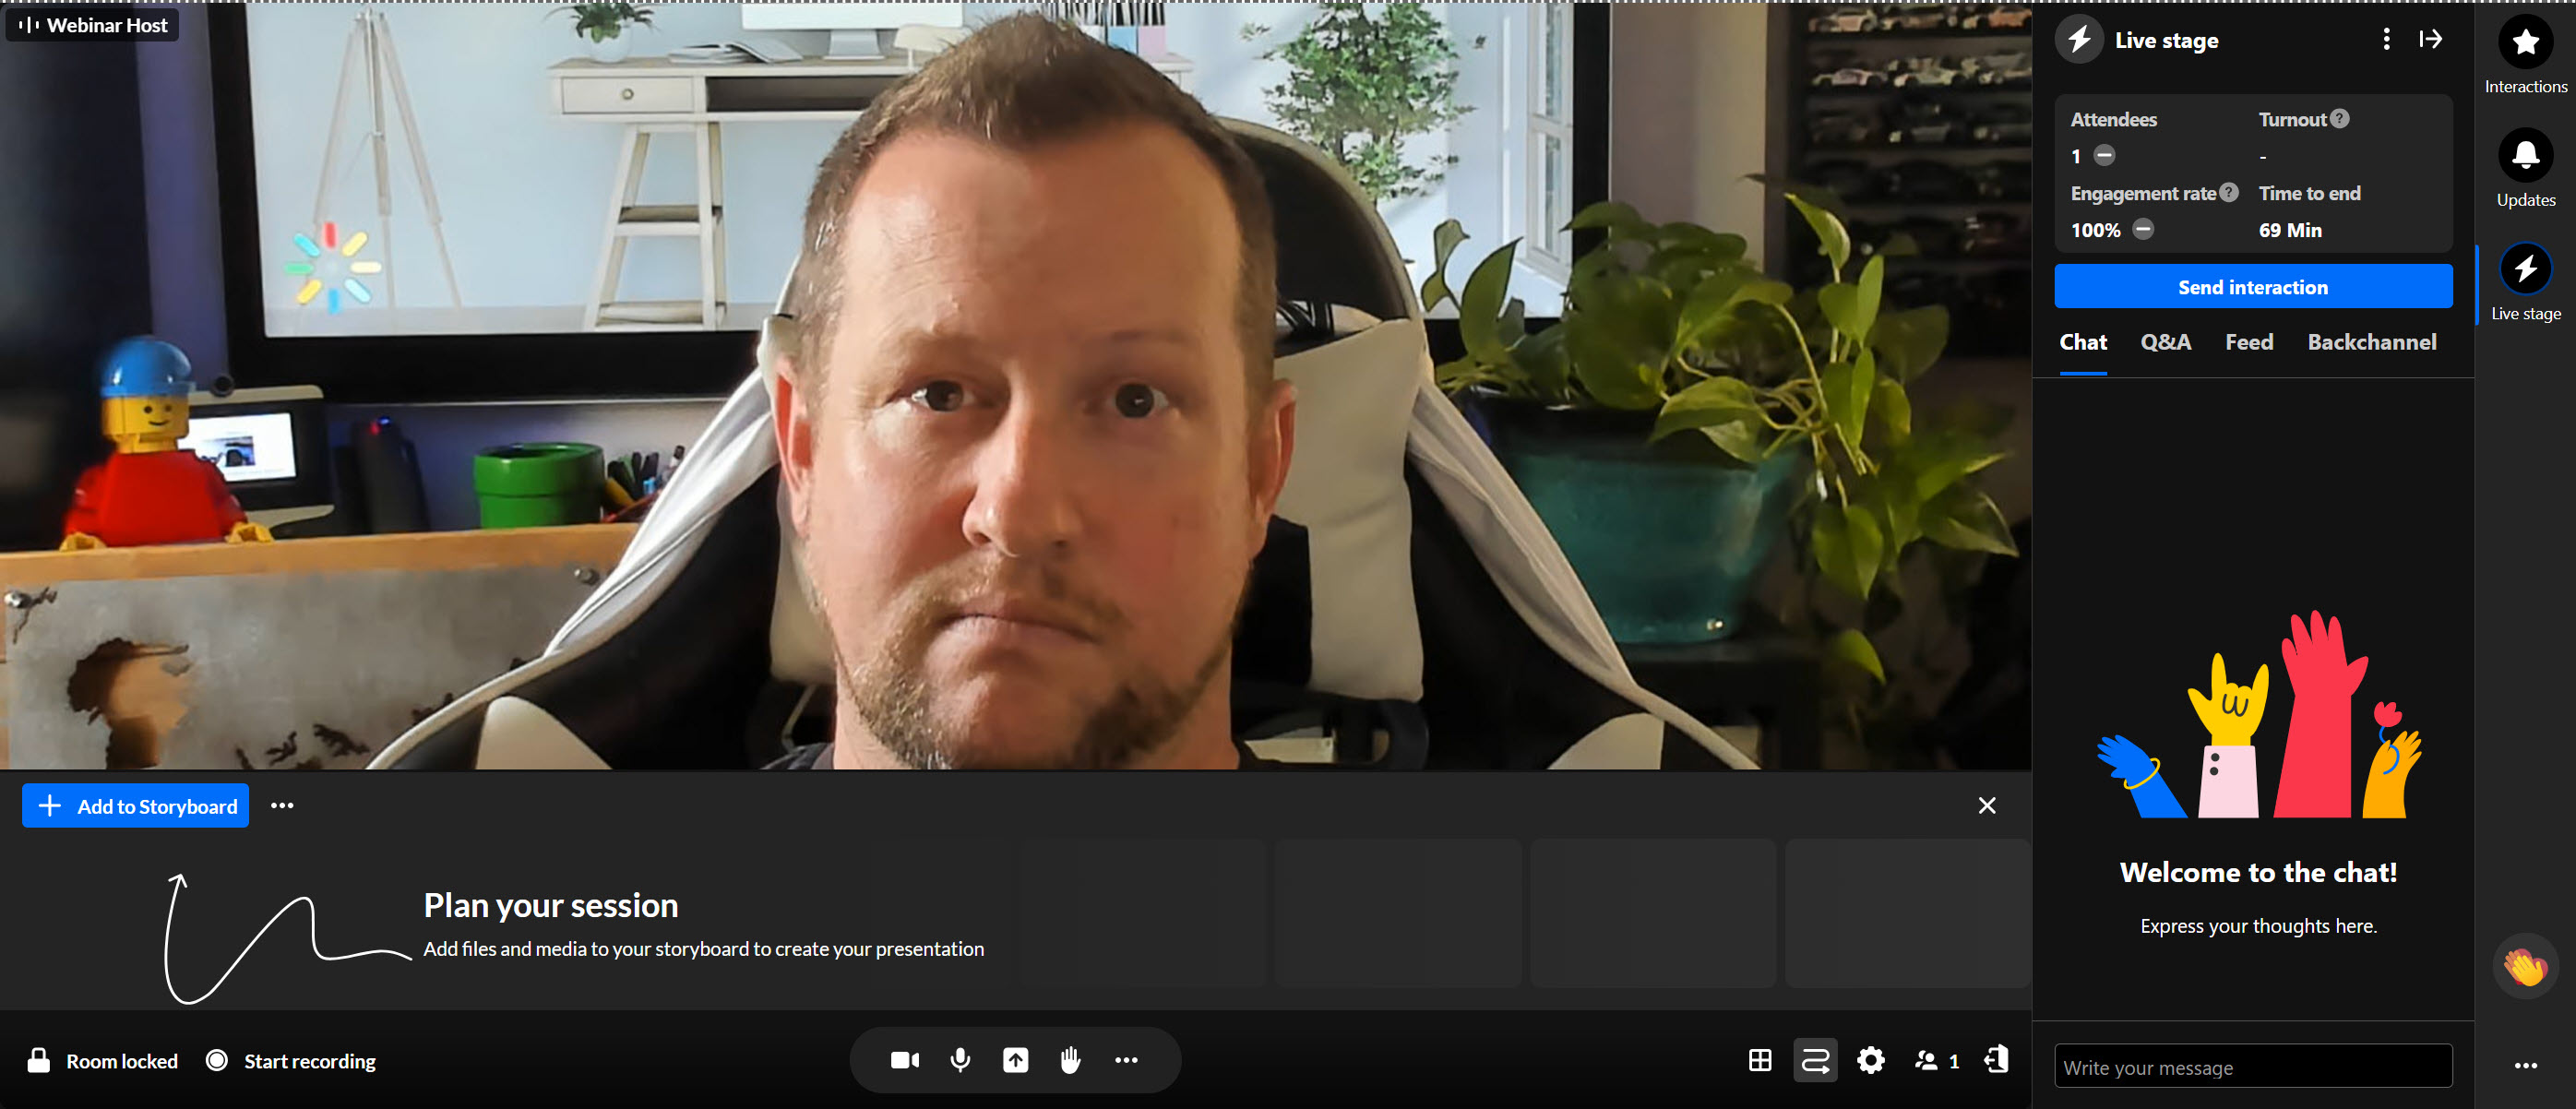 Webinar Host
Live stage
Interactions
Attendees
Turnout
1
-
Engagement rate
Time to end
100%
69 Min
Updates
Send interaction
Live stage
Chat Q&A Feed Backchannel
Add to Storyboard
Plan your session
Add files and media to your storyboard to create your presentation
Welcome to the chat!
Express your thoughts here.
Room locked
Start recording
1
Write your message